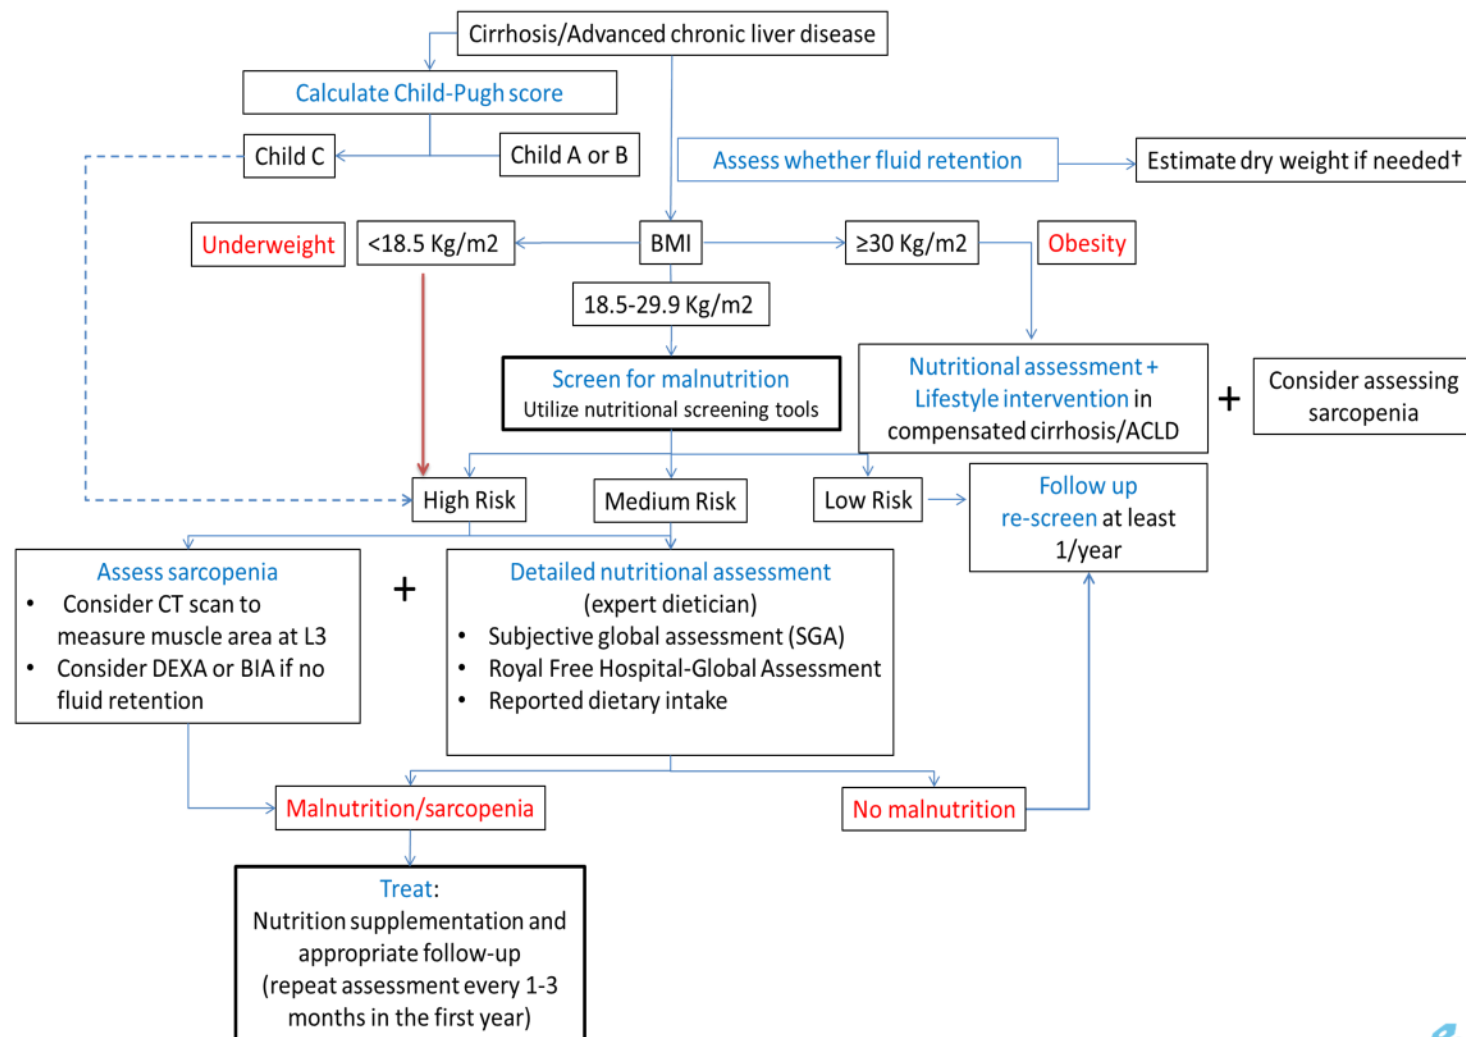 Cirrhosis/Advanced chronic liver disease
Calculate Child-Pugh score
Child C
Child A or B
Assess whether fluid retention
Estimate dry weight if needed†
Underweight
<18.5 Kg/m2
BMI
≥30 Kg/m2
Obesity
18.5-29.9 Kg/m2
Screen for malnutrition
Utilize nutritional screening tools
Nutritional assessment +
Lifestyle intervention in
compensated cirrhosis/ACLD
+
Consider assessing
sarcopenia
High Risk
Medium Risk
Low Risk
Follow up
re-screen at least
1/year
Assess sarcopenia
• Consider CT scan to
measure muscle area at L3
• Consider DEXA or BIA if no
fluid retention
+
Detailed nutritional assessment
(expert dietician)
• Subjective global assessment (SGA)
• Royal Free Hospital-Global Assessment
• Reported dietary intake
Malnutrition/sarcopenia
No malnutrition
Treat:
Nutrition supplementation and
appropriate follow-up
(repeat assessment every 1-3
months in the first year)